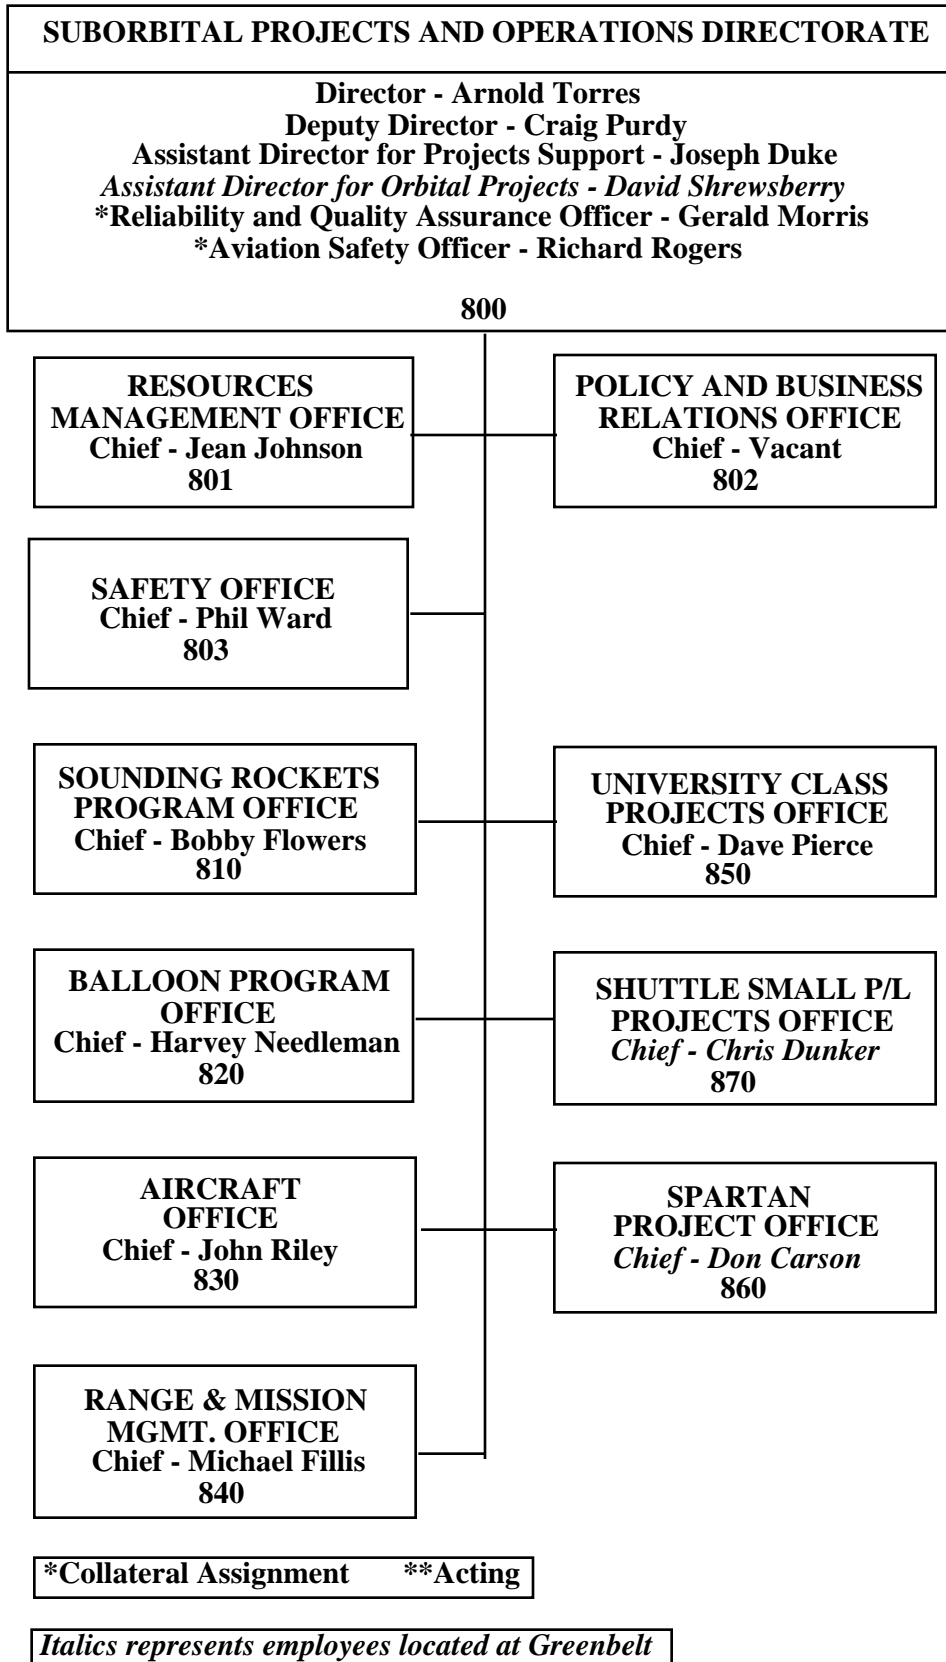 SUBORBITAL PROJECTS AND OPERATIONS DIRECTORATE
Director - Arnold Torres
Deputy Director - Craig Purdy
Assistant Director for Projects Support - Joseph Duke
Assistant Director for Orbital Projects - David Shrewsberry
*Reliability and Quality Assurance Officer - Gerald Morris
*Aviation Safety Officer - Richard Rogers
800
RESOURCES
MANAGEMENT OFFICE
Chief - Jean Johnson
801
POLICY AND BUSINESS
RELATIONS OFFICE
Chief - Vacant
802
SAFETY OFFICE
Chief - Phil Ward
803
SOUNDING ROCKETS
PROGRAM OFFICE
Chief - Bobby Flowers
810
UNIVERSITY CLASS
PROJECTS OFFICE
Chief - Dave Pierce
850
BALLOON PROGRAM
OFFICE
Chief - Harvey Needleman
820
SHUTTLE SMALL P/L
PROJECTS OFFICE
Chief - Chris Dunker
870
AIRCRAFT
OFFICE
Chief - John Riley
830
SPARTAN
PROJECT OFFICE
Chief - Don Carson
860
RANGE & MISSION
MGMT. OFFICE
Chief - Michael Fillis
840
*Collateral Assignment **Acting
Italics represents employees located at Greenbelt